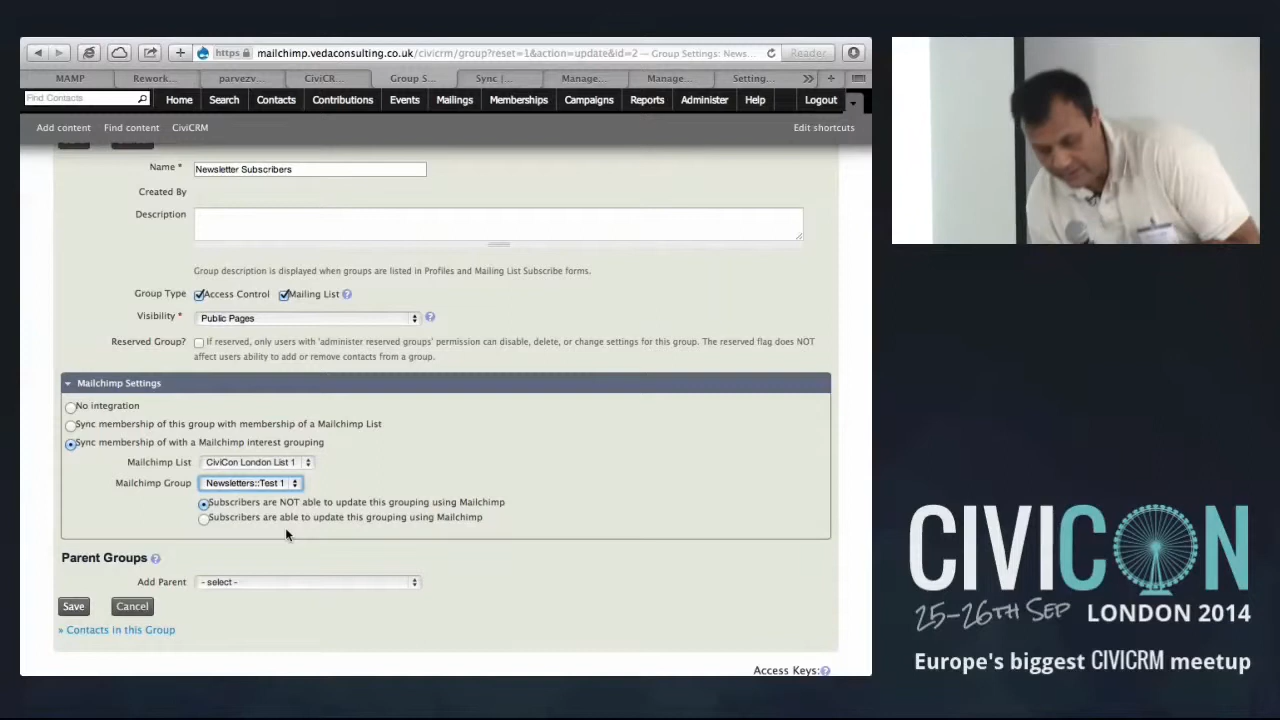 https mailchimp.vedaconsulting.co.uk/civicrm/group?reset=1&action=update&id=2 — Group Settings: News... Reader
MAMP Rework... parvezv... CiviCR... Group S... Sync |... Manage... Manage... Setting... >> +
Find Contacts Home Search Contacts Contributions Events Mailings Memberships Campaigns Reports Administer Help Logout
Add content Find content CiviCRM Edit shortcuts
Name * Newsletter Subscribers
Created By
Description
Group description is displayed when groups are listed in Profiles and Mailing List Subscribe forms.
Group Type Access Control Mailing List ?
Visibility * Public Pages ?
Reserved Group? If reserved, only users with 'administer reserved groups' permission can disable, delete, or change settings for this group. The reserved flag does NOT
affect users ability to add or remove contacts from a group.
Mailchimp Settings
No integration
Sync membership of this group with membership of a Mailchimp List
Sync membership of with a Mailchimp interest grouping
Mailchimp List CiviCon London List 1
Mailchimp Group Newsletters::Test 1
Subscribers are NOT able to update this grouping using Mailchimp
Subscribers are able to update this grouping using Mailchimp
Parent Groups ?
Add Parent - select -
Save Cancel
» Contacts in this Group
Access Keys: ?
CIVICON
25-26TH SEP LONDON 2014
Europe's biggest CIVICRM meetup